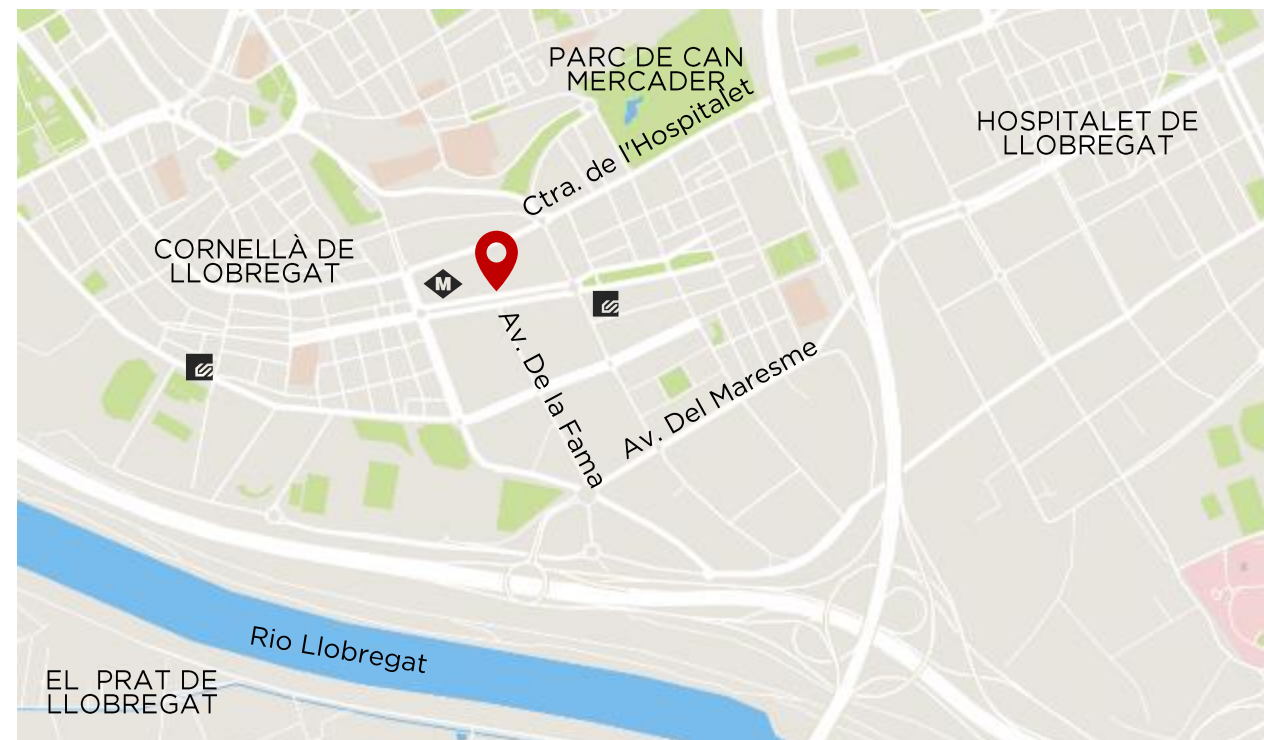 PARC DE CAN
MERCADER
Ctra. de l'Hospitalet
HOSPITALET DE
LLOBREGAT
CORNELLÀ DE
LLOBREGAT
M
Av. De la Fama
Av. Del Maresme
Rio Llobregat
EL PRAT DE
LLOBREGAT